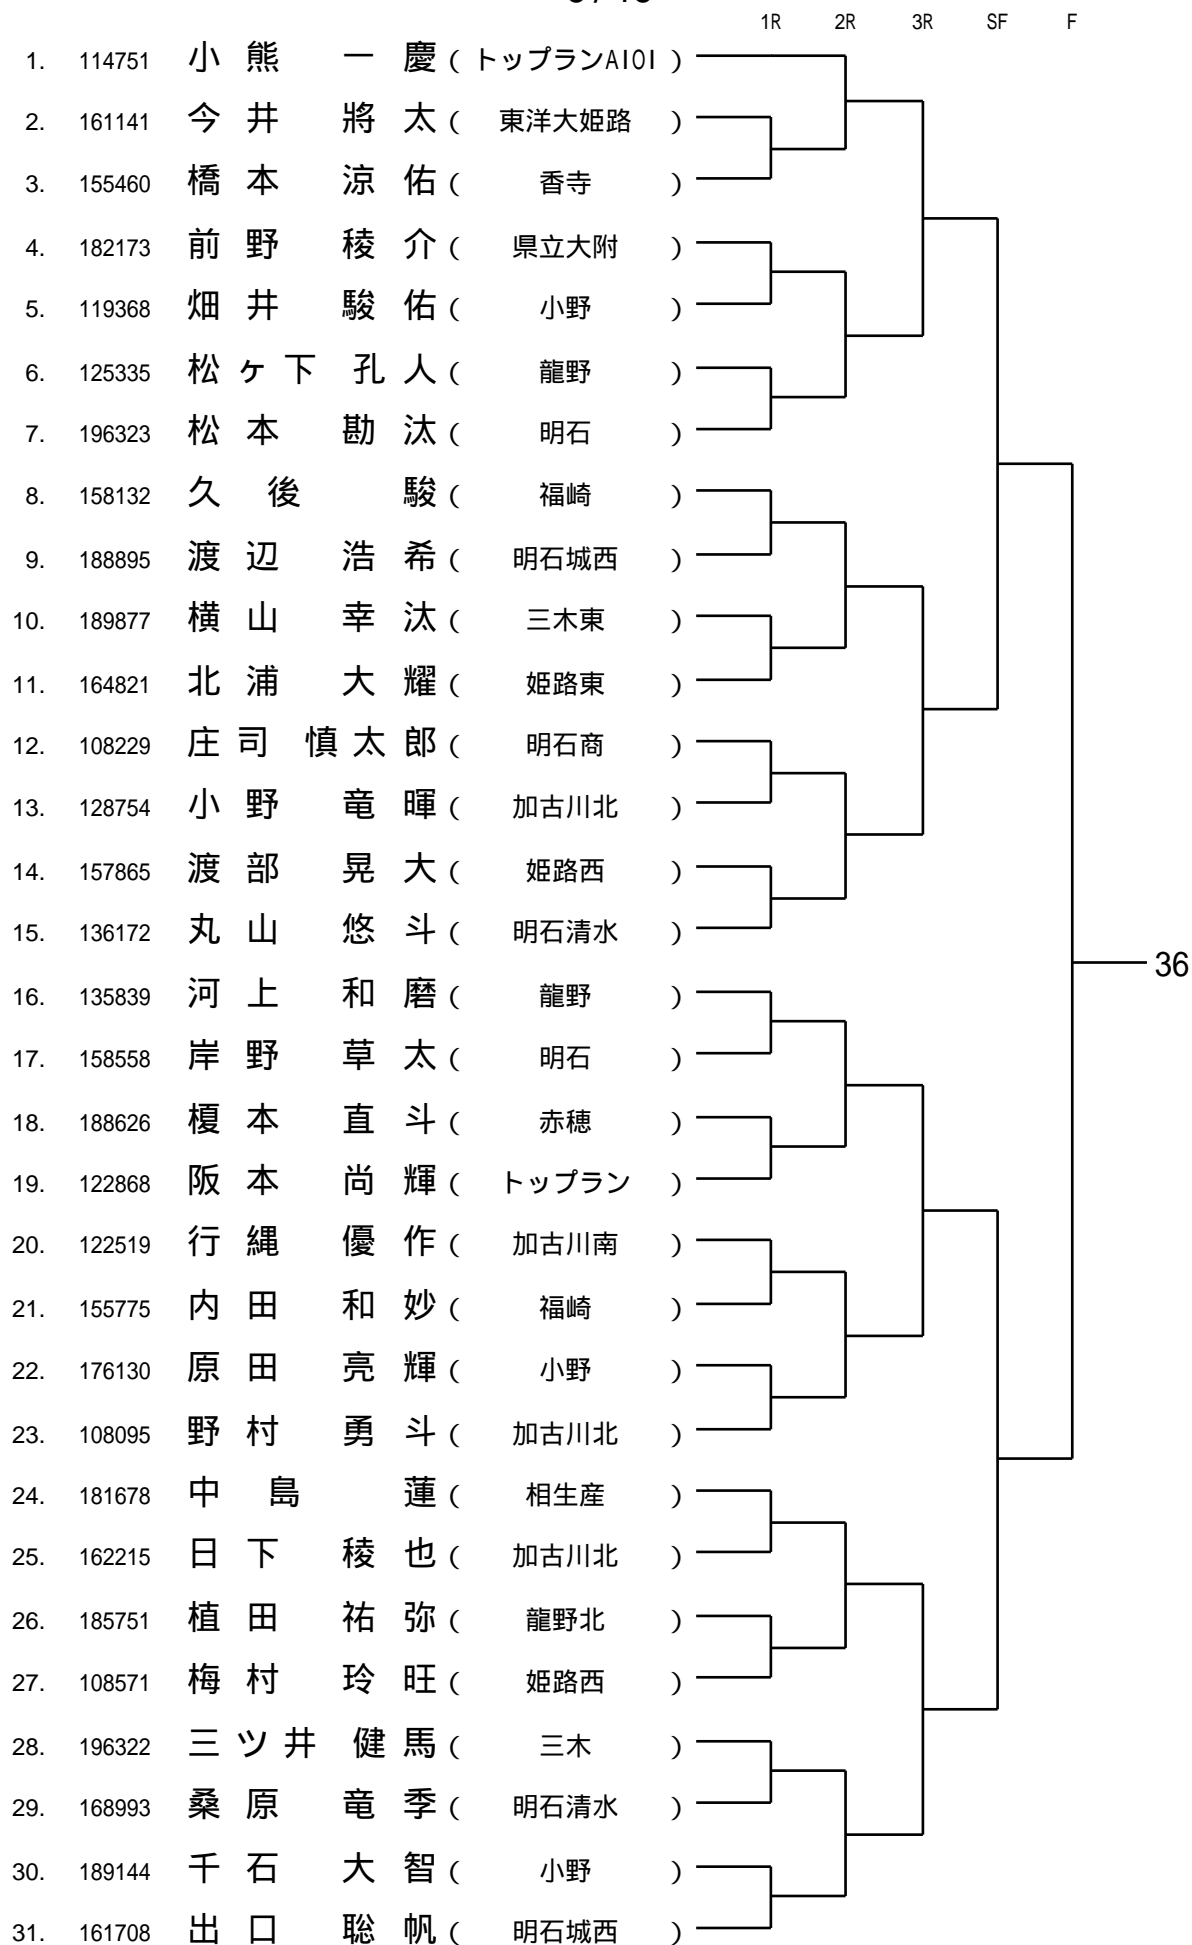 1R 2R 3R SF F
1. 114751 小熊 一慶 ( トップランAIOI )
2. 161141 今井 將太 ( 東洋大姫路 )
3. 155460 橋本 涼佑 ( 香寺 )
4. 182173 前野 稜介 ( 県立大附 )
5. 119368 畑井 駿佑 ( 小野 )
6. 125335 松ヶ下 孔人 ( 龍野 )
7. 196323 松本 勘汰 ( 明石 )
8. 158132 久後 駿 ( 福崎 )
9. 188895 渡辺 浩希 ( 明石城西 )
10. 189877 横山 幸汰 ( 三木東 )
11. 164821 北浦 大耀 ( 姫路東 )
12. 108229 庄司 慎太郎 ( 明石商 )
13. 128754 小野 竜暉 ( 加古川北 )
14. 157865 渡部 晃大 ( 姫路西 )
15. 136172 丸山 悠斗 ( 明石清水 )
36
16. 135839 河上 和磨 ( 龍野 )
17. 158558 岸野 草太 ( 明石 )
18. 188626 榎本 直斗 ( 赤穂 )
19. 122868 阪本 尚輝 ( トップラン )
20. 122519 行縄 優作 ( 加古川南 )
21. 155775 内田 和妙 ( 福崎 )
22. 176130 原田 亮輝 ( 小野 )
23. 108095 野村 勇斗 ( 加古川北 )
24. 181678 中島 蓮 ( 相生産 )
25. 162215 日下 稜也 ( 加古川北 )
26. 185751 植田 祐弥 ( 龍野北 )
27. 108571 梅村 玲旺 ( 姫路西 )
28. 196322 三ツ井 健馬 ( 三木 )
29. 168993 桑原 竜季 ( 明石清水 )
30. 189144 千石 大智 ( 小野 )
31. 161708 出口 聡帆 ( 明石城西 )